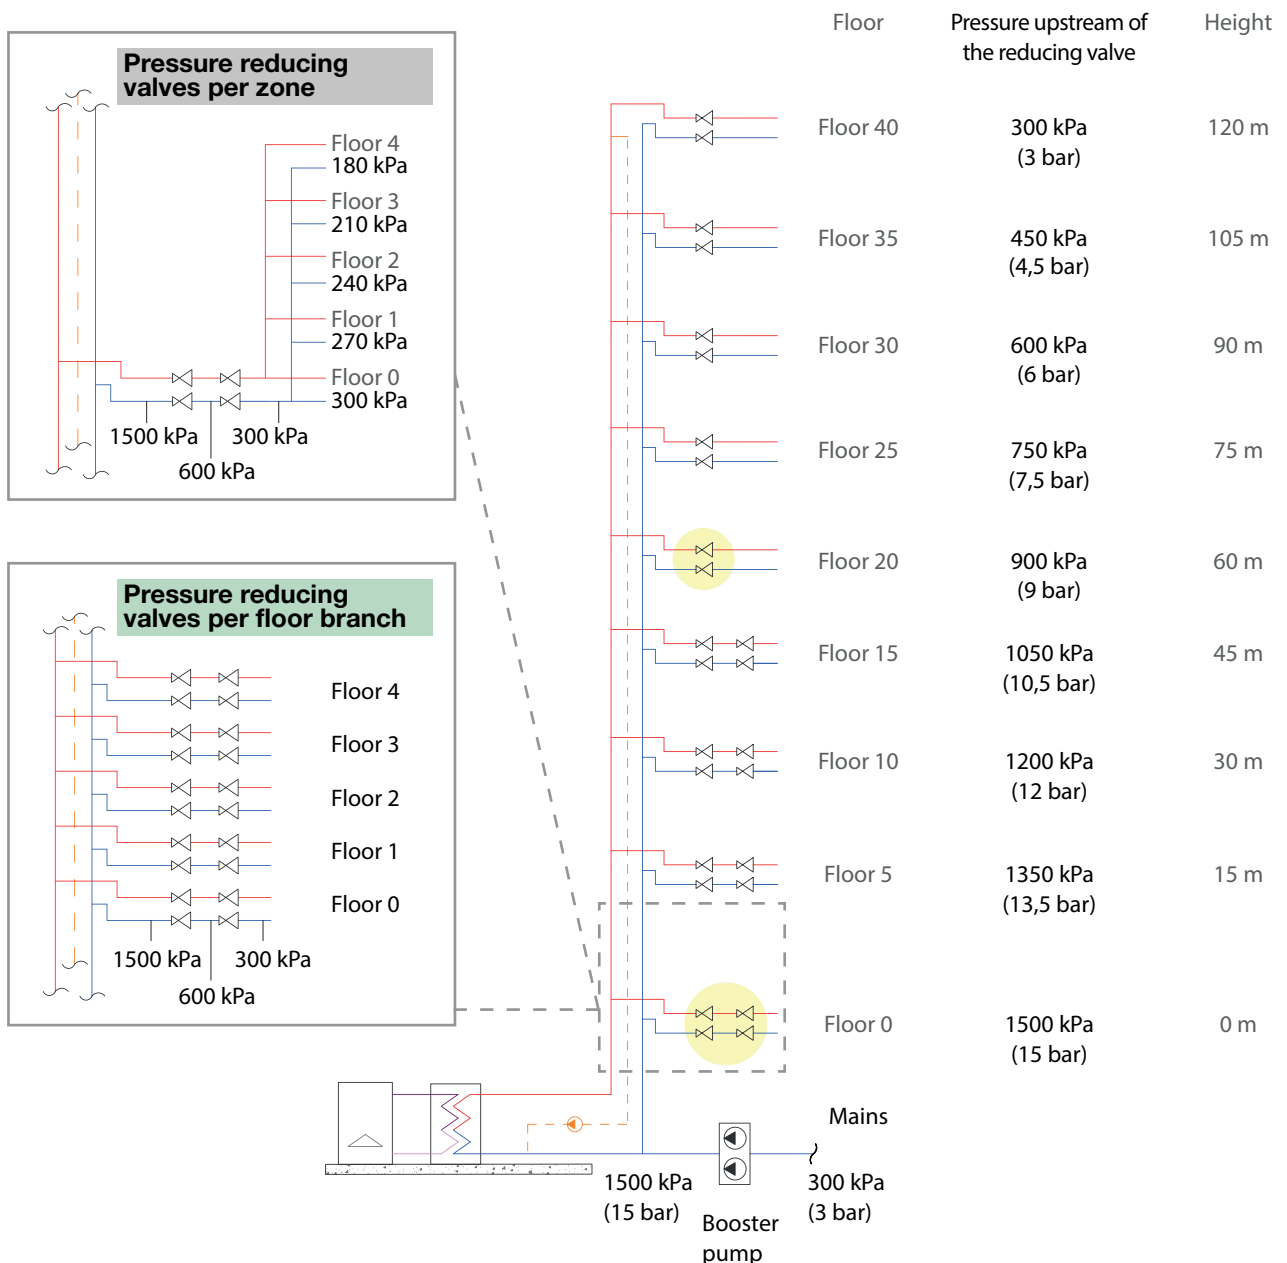 Pressure reducing
valves per zone
Floor 4
180 kPa
Floor 3
210 kPa
Floor 2
240 kPa
Floor 1
270 kPa
Floor 0
300 kPa
1500 kPa
300 kPa
600 kPa
Pressure reducing
valves per floor branch
Floor 4
Floor 3
Floor 2
Floor 1
Floor 0
1500 kPa
300 kPa
600 kPa
Floor
Pressure upstream of
the reducing valve
Height
Floor 40
300 kPa
(3 bar)
120 m
Floor 35
450 kPa
(4,5 bar)
105 m
Floor 30
600 kPa
(6 bar)
90 m
Floor 25
750 kPa
(7,5 bar)
75 m
Floor 20
900 kPa
(9 bar)
60 m
Floor 15
1050 kPa
(10,5 bar)
45 m
Floor 10
1200 kPa
(12 bar)
30 m
Floor 5
1350 kPa
(13,5 bar)
15 m
Floor 0
1500 kPa
(15 bar)
0 m
Mains
1500 kPa
(15 bar)
300 kPa
(3 bar)
Booster
pump